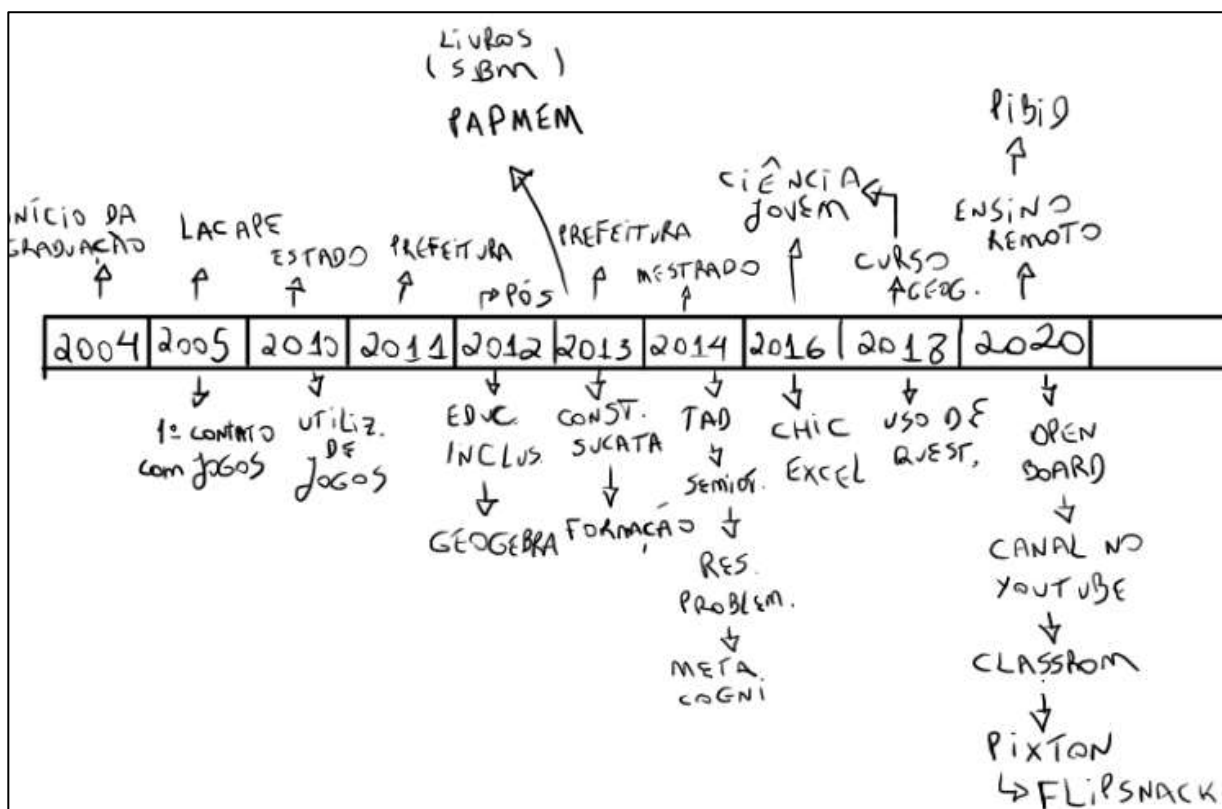 LIVROS
(SBM)
PAPMEM
PIBID
CIÊNCIA
JOVEM
INÍCIO DA
GRADUAÇÃO
LACAPE
ESTADO
PREFEITURA
PÓS
PREFEITURA
MESTRADO
CURSO
GEOG.
ENSINO
REMOTO
2004 2005 2010 2011 2012 2013 2014 2016 2018 2020
1º CONTATO
com JOGOS
UTILIZ.
DE
JOGOS
EDUC.
INCLUS.
GEOGEBRA
CONST.
SUCATA
FORMAÇÃO
TAD
SEMIÓT.
RES.
PROBLEM.
META
COGNI
CHIC
EXCEL
USO DE
QUEST.
OPEN
BOARD
CANAL NO
YOUTUBE
CLASSROM
PIXTON
FLIPSNACK